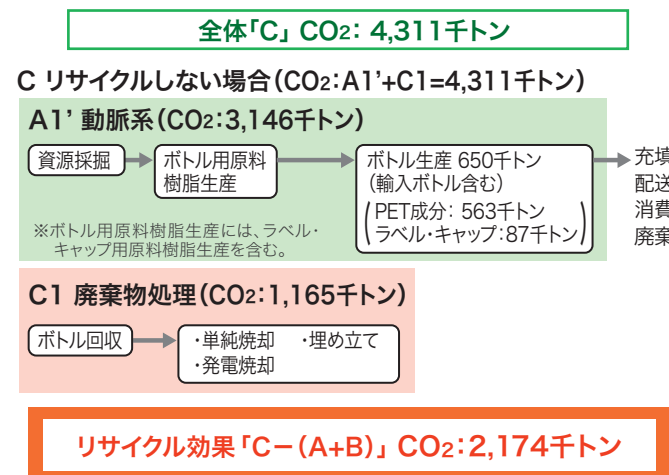 全体「C」 CO2： 4,311千トン
C リサイクルしない場合（CO2：A1’+C1=4,311千トン）
A1’ 動脈系（CO2：3,146千トン）
資源採掘
ボトル用原料
樹脂生産
ボトル生産 650千トン
（輸入ボトル含む）
（PET成分： 563千トン
ラベル・キャップ：87千トン）
充填
配送
消費
廃棄
※ボトル用原料樹脂生産には、ラベル・
キャップ用原料樹脂生産を含む。
C1 廃棄物処理（CO2：1,165千トン）
ボトル回収
・単純焼却 ・埋め立て
・発電焼却
リサイクル効果「C－（A+B）」 CO2：2,174千トン